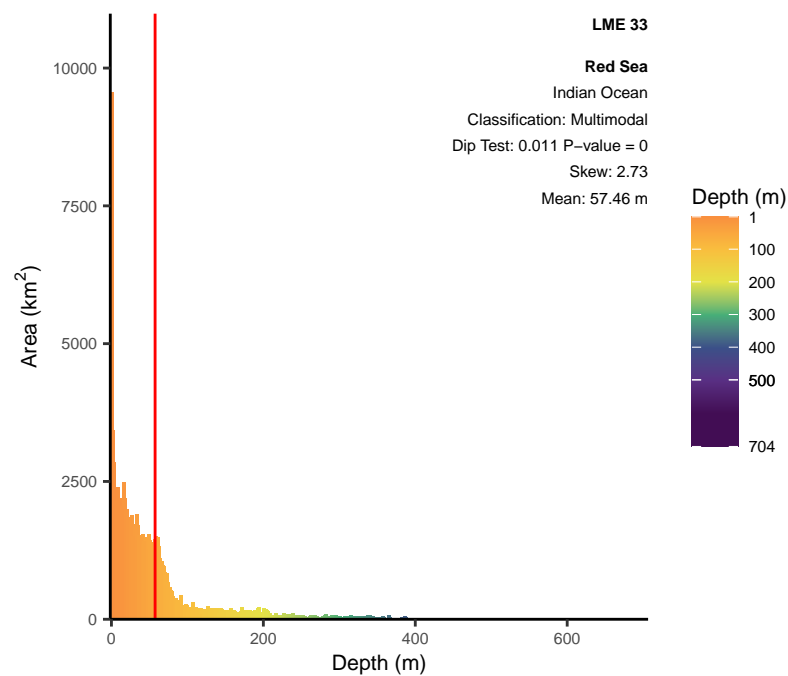 LME 33
Red Sea
Indian Ocean
Classification: Multimodal
Dip Test: 0.011 P−value = 0
Skew: 2.73
Mean: 57.46 m
Area (km²)
10000
7500
5000
2500
0
0 200 400 600
Depth (m)
Depth (m)
1
100
200
300
400
500
704